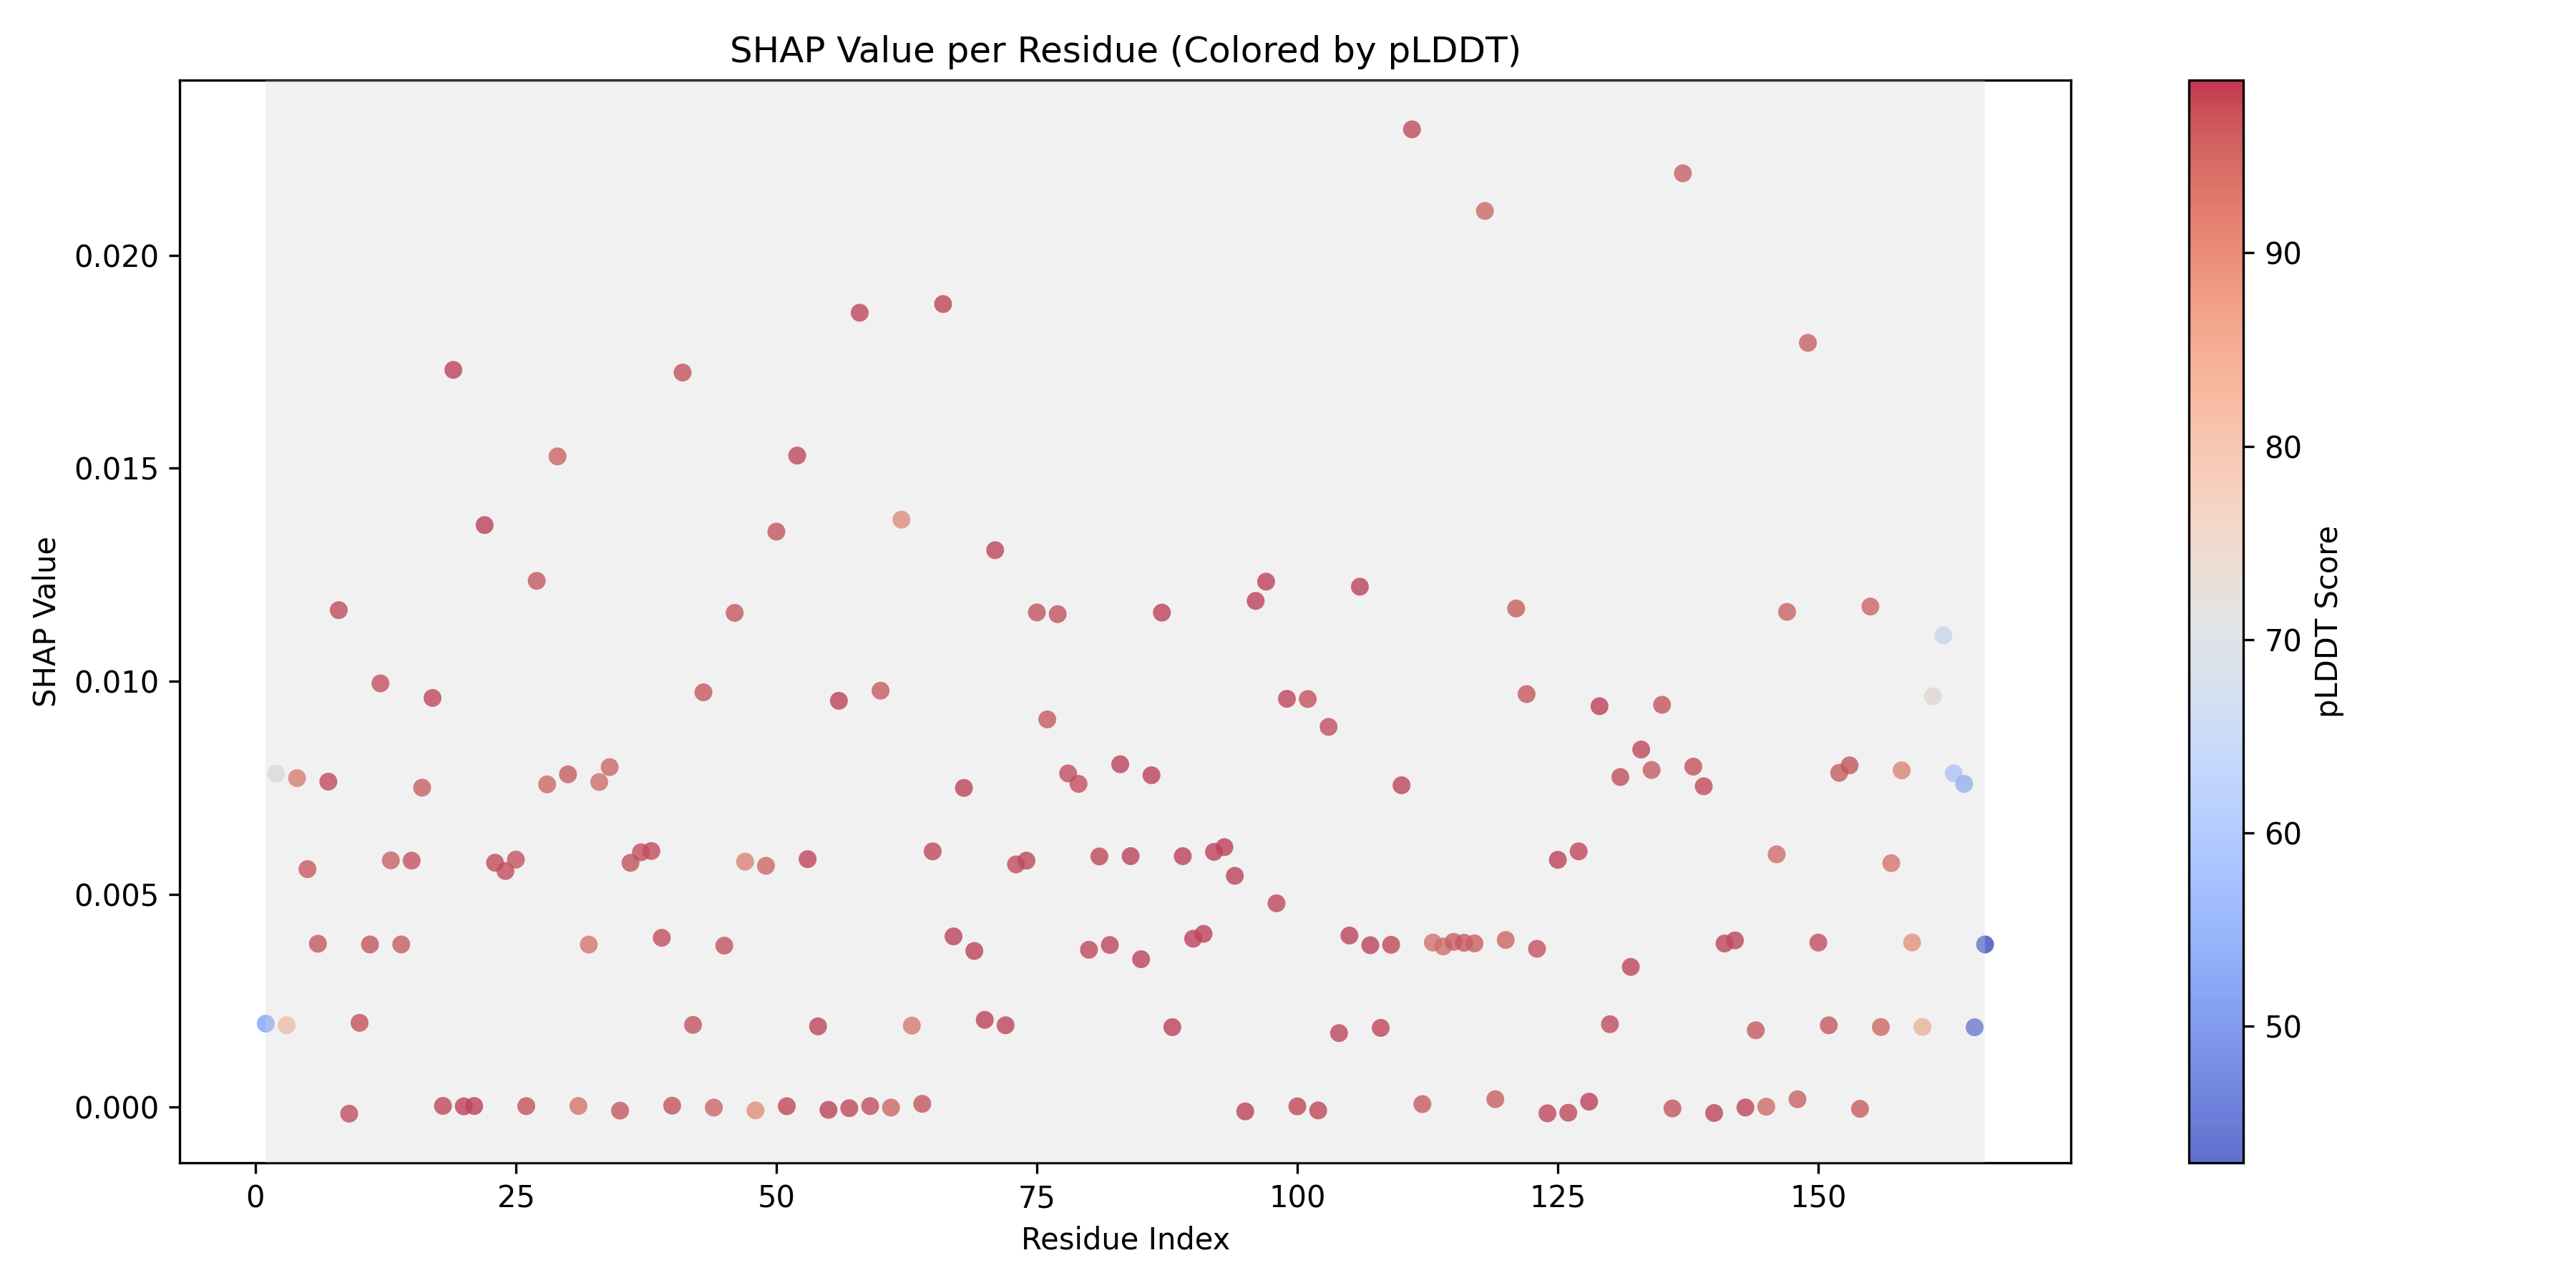 SHAP Value per Residue (Colored by pLDDT)
SHAP Value
0.020
0.015
0.010
0.005
0.000
0 25 50 75 100 125 150
Residue Index
90
80
70
60
50
pLDDT Score